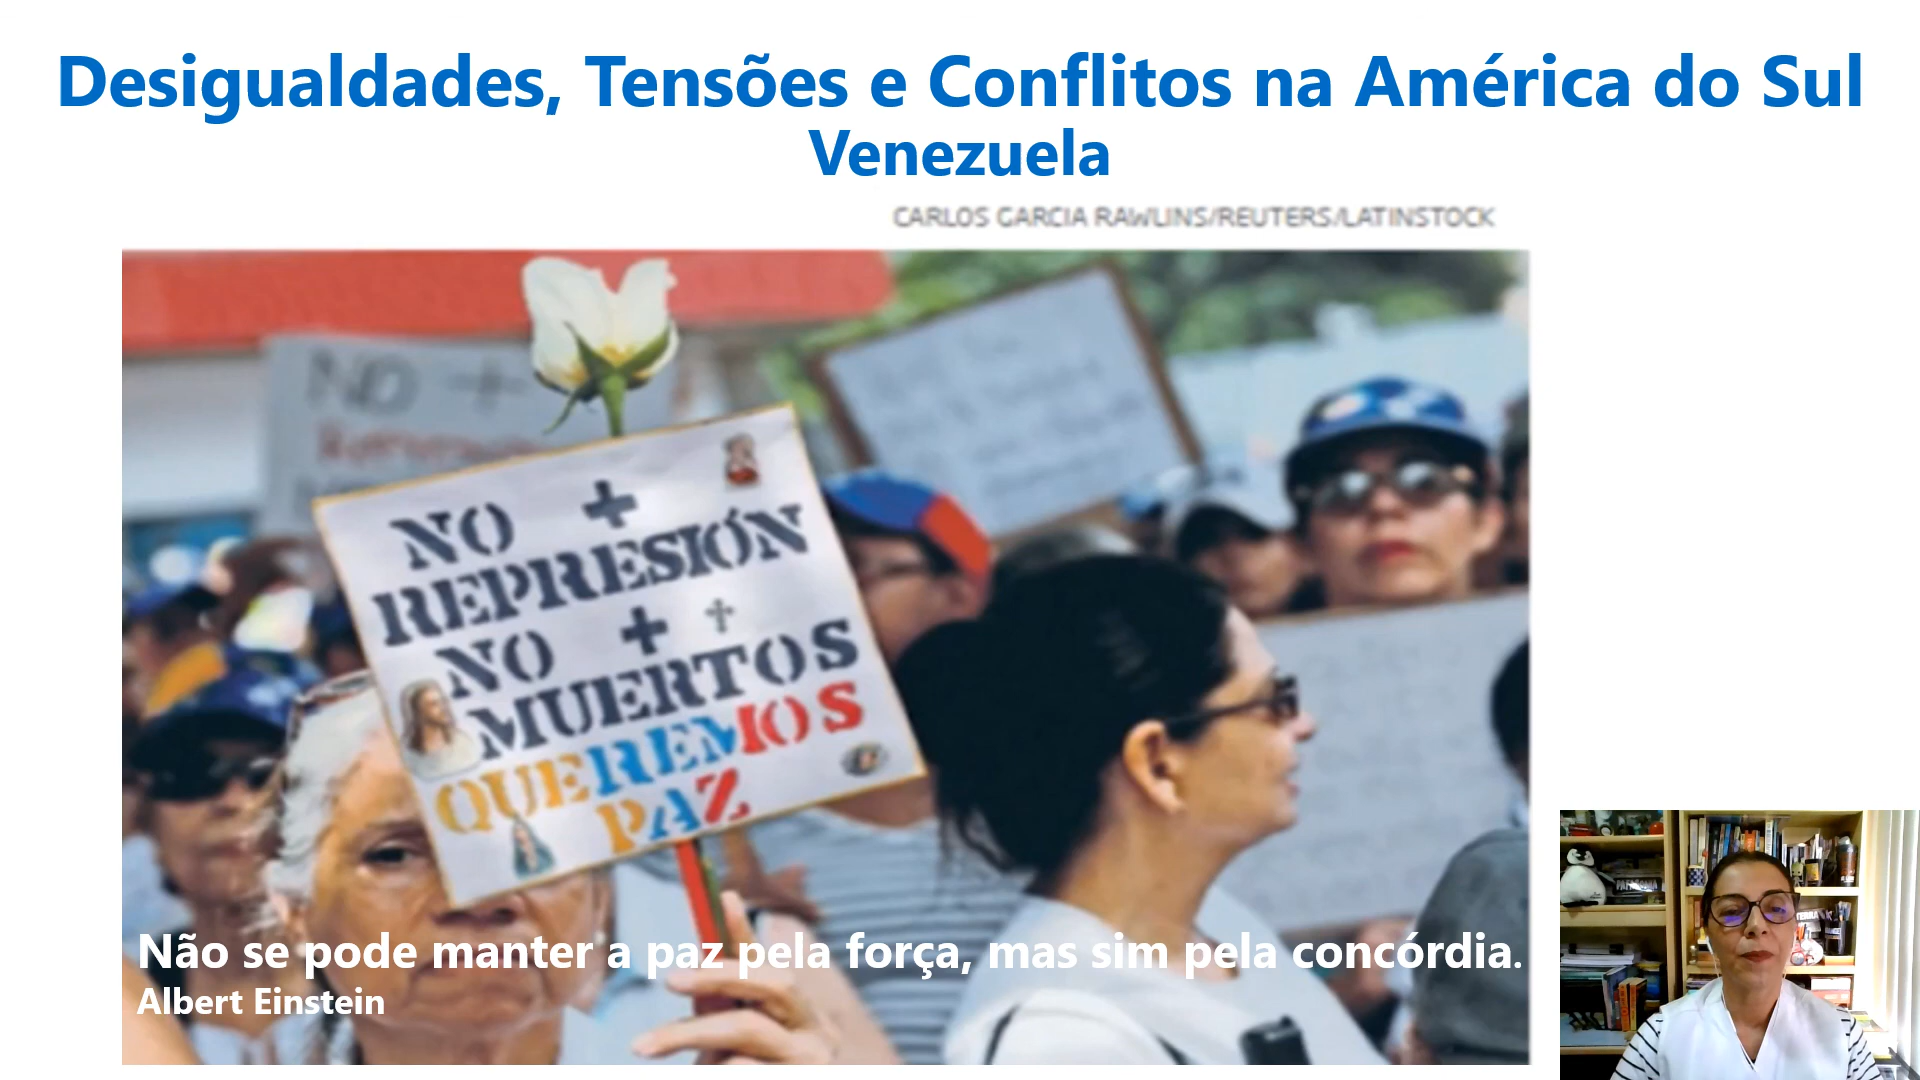 Desigualdades, Tensões e Conflitos na América do Sul
Venezuela
CARLOS GARCIA RAWLINS/REUTERS/LATINSTOCK
NO +
NO +
REPRESIÓN
NO + ✝
MUERTOS
QUEREMOS
PAZ
Não se pode manter a paz pela força, mas sim pela concórdia.
Albert Einstein